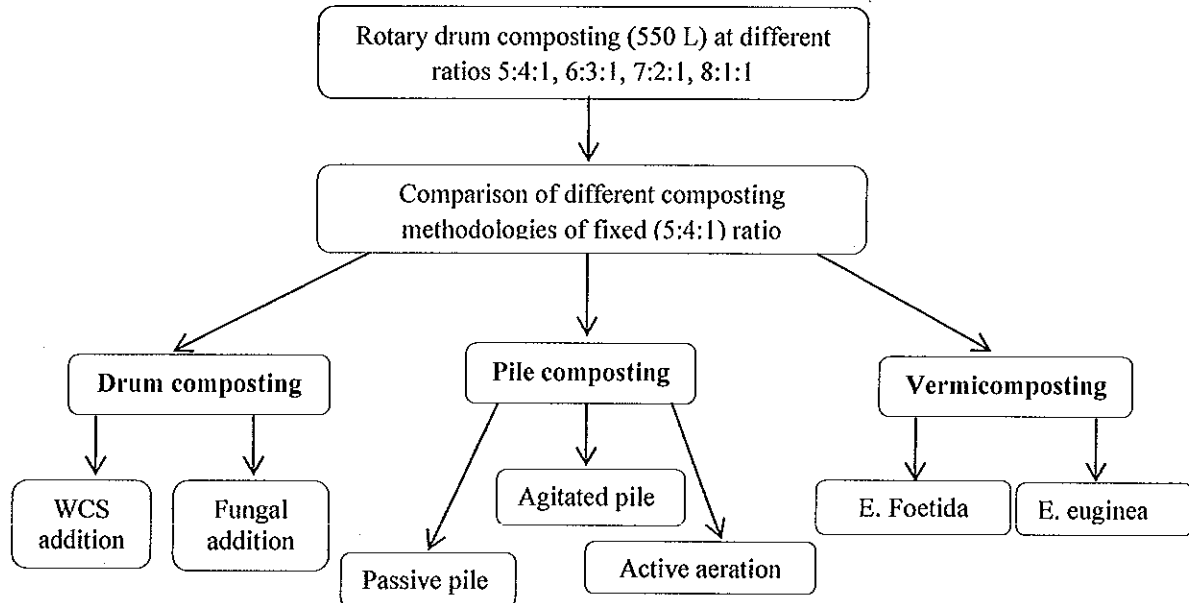 Rotary drum composting (550 L) at different
ratios 5:4:1, 6:3:1, 7:2:1, 8:1:1
Comparison of different composting
methodologies of fixed (5:4:1) ratio
Drum composting
Pile composting
Vermicomposting
WCS
addition
Fungal
addition
Passive pile
Agitated pile
Active aeration
E. Foetida
E. euginea